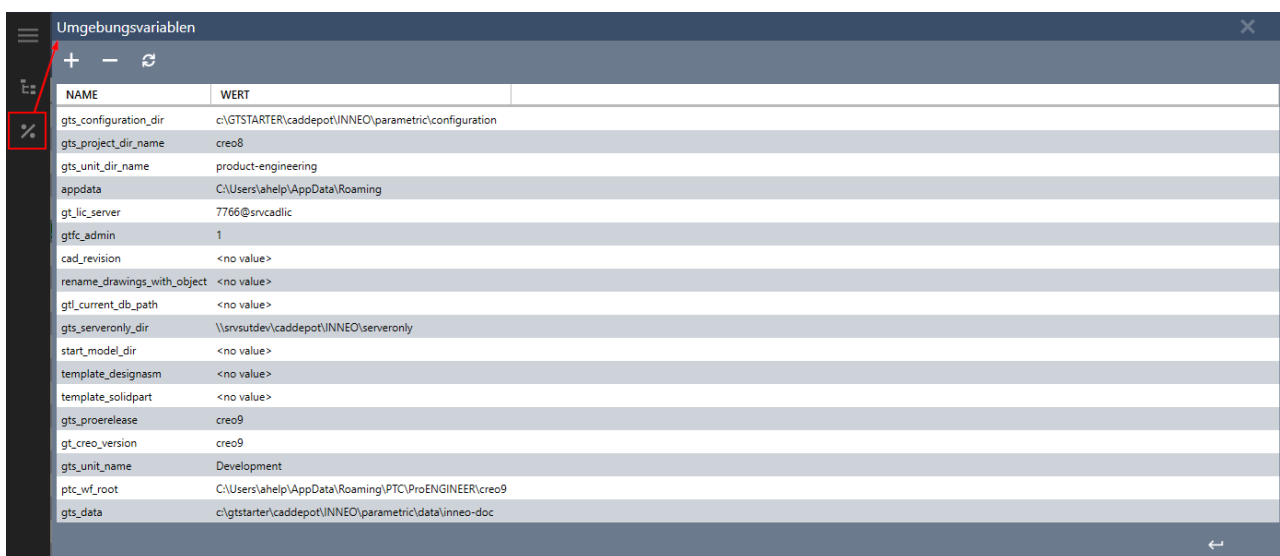 Umgebungsvariablen
NAME WERT
gts_configuration_dir c:\GTSTARTER\caddepot\INNEO\parametric\configuration
gts_project_dir_name creo8
gts_unit_dir_name product-engineering
appdata C:\Users\ahelp\AppData\Roaming
gt_lic_server 7766@srvcadlic
gtfc_admin 1
cad_revision <no value>
rename_drawings_with_object <no value>
gtl_current_db_path <no value>
gts_serveronly_dir \\srvsutdev\caddepot\INNEO\serveronly
start_model_dir <no value>
template_designasm <no value>
template_solidpart <no value>
gts_proerelease creo9
gt_creo_version creo9
gts_unit_name Development
ptc_wf_root C:\Users\ahelp\AppData\Roaming\PTC\ProENGINEER\creo9
gts_data c:\gtstarter\caddepot\INNEO\parametric\data\inneo-doc